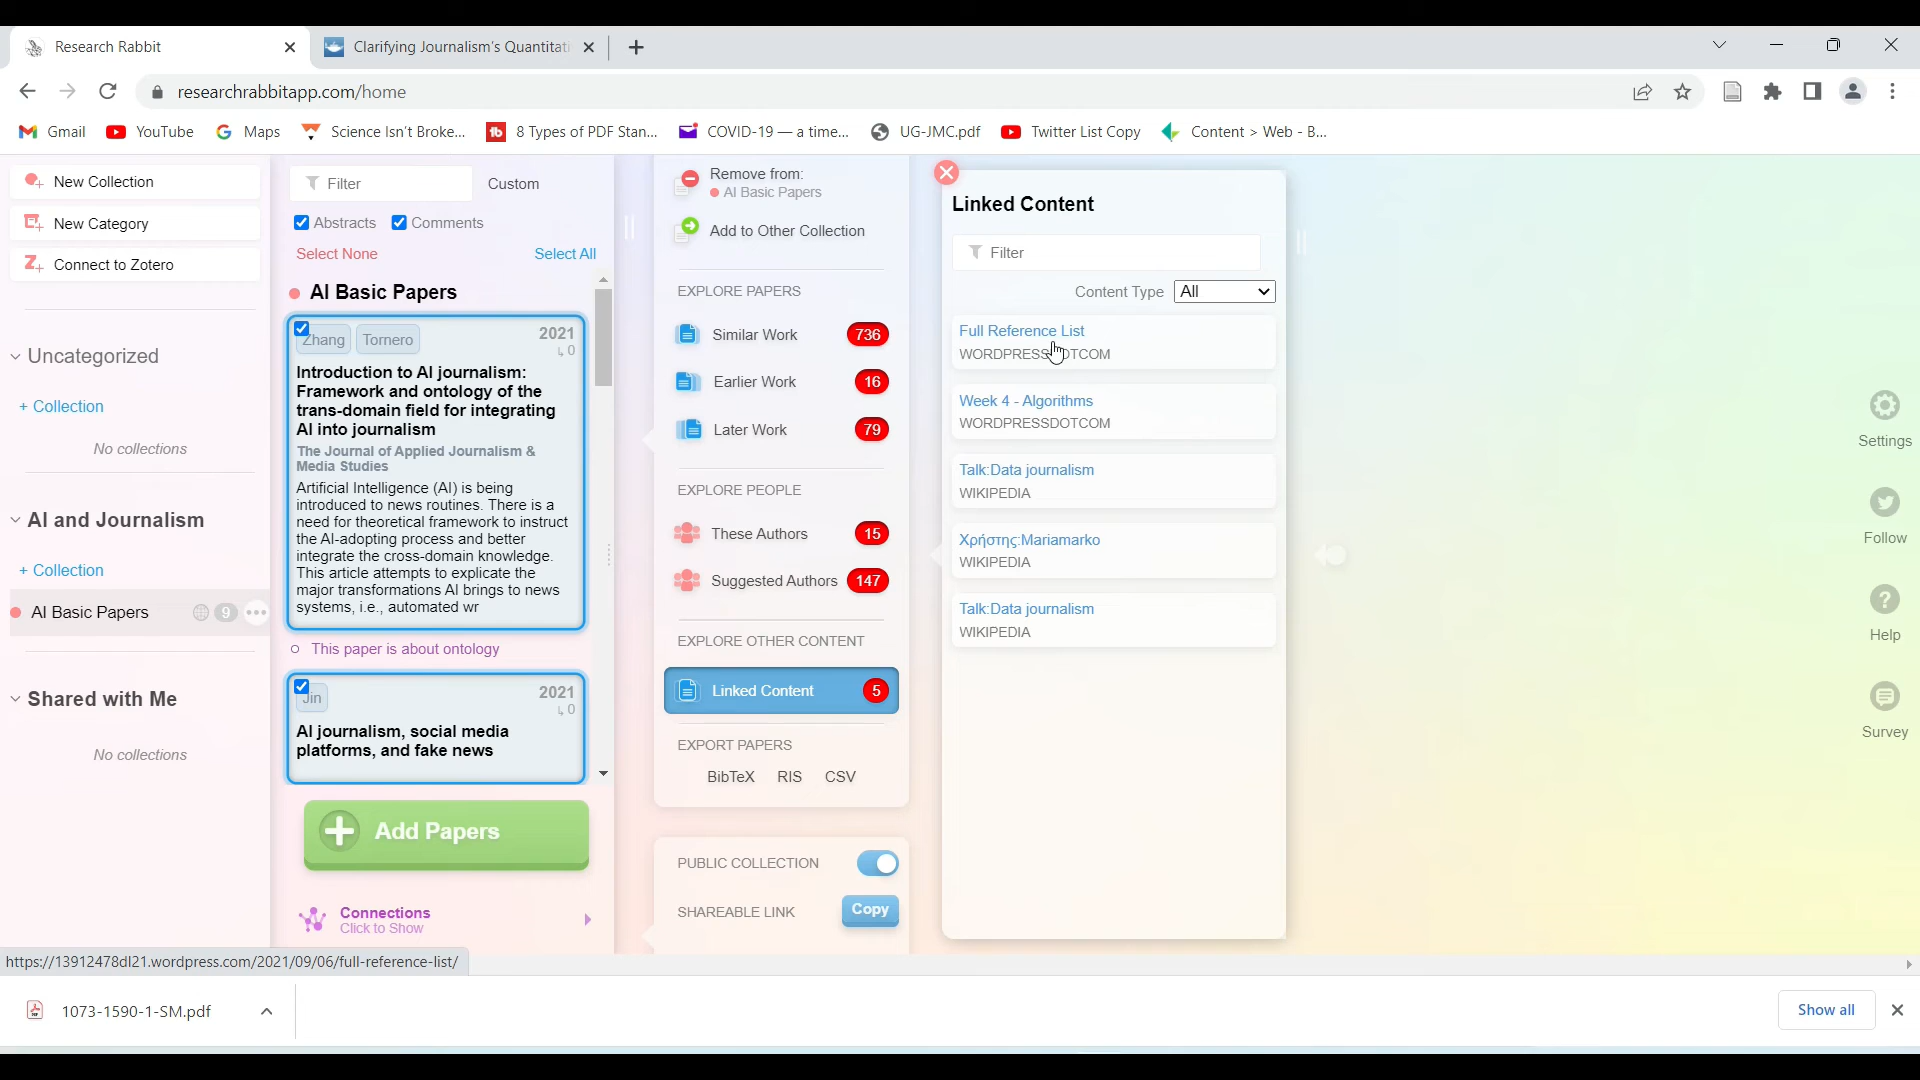 Research Rabbit
Clarifying Journalism's Quantitati
researchrabbitapp.com/home
Gmail
YouTube
Maps
Science Isn't Broke...
8 Types of PDF Stan...
COVID-19 — a time...
UG-JMC.pdf
Twitter List Copy
Content > Web - B...
New Collection
New Category
Connect to Zotero
Uncategorized
+ Collection
No collections
AI and Journalism
+ Collection
AI Basic Papers 9
Shared with Me
No collections
Filter
Custom
Abstracts Comments
Select None Select All
AI Basic Papers
Zhang Tornero 2021
0
Introduction to AI journalism:
Framework and ontology of the
trans-domain field for integrating
AI into journalism
The Journal of Applied Journalism &
Media Studies
Artificial Intelligence (AI) is being
introduced to news routines. There is a
need for theoretical framework to instruct
the AI-adopting process and better
integrate the cross-domain knowledge.
This article attempts to explicate the
major transformations AI brings to news
systems, i.e., automated wr
This paper is about ontology
Jin 2021
0
AI journalism, social media
platforms, and fake news
Add Papers
Connections
Click to Show
Remove from:
AI Basic Papers
Add to Other Collection
EXPLORE PAPERS
Similar Work 736
Earlier Work 16
Later Work 79
EXPLORE PEOPLE
These Authors 15
Suggested Authors 147
EXPLORE OTHER CONTENT
Linked Content 5
EXPORT PAPERS
BibTeX RIS CSV
PUBLIC COLLECTION
SHAREABLE LINK Copy
Linked Content
Filter
Content Type All
Full Reference List
WORDPRESSDOTCOM
Week 4 - Algorithms
WORDPRESSDOTCOM
Talk:Data journalism
WIKIPEDIA
Χρήστης:Mariamarko
WIKIPEDIA
Talk:Data journalism
WIKIPEDIA
Settings
Follow
Help
Survey
https://13912478dl21.wordpress.com/2021/09/06/full-reference-list/
1073-1590-1-SM.pdf
Show all